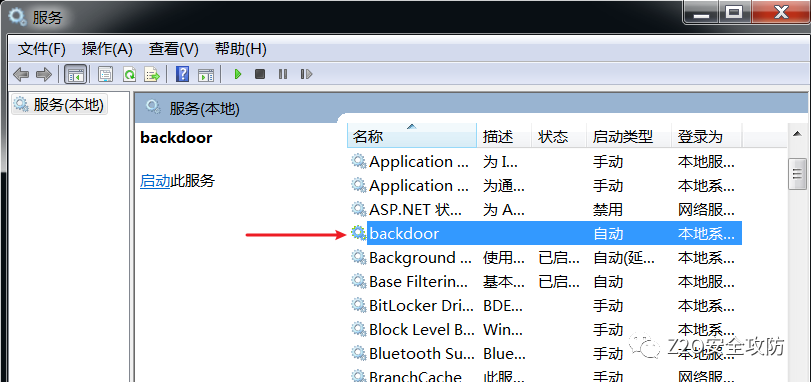 服务
文件(F) 操作(A) 查看(V) 帮助(H)
服务(本地)
服务(本地)
backdoor
启动此服务
名称 描述 状态 启动类型 登录为
Application ... 为 I... 手动 本地服...
Application ... 为通... 手动 本地系...
ASP.NET 状... 为 A... 禁用 网络服...
backdoor 自动 本地系...
Background ... 使用... 已启... 自动(延... 本地系...
Base Filterin... 基本... 已启... 自动 本地服...
BitLocker Dri... BDE... 手动 本地系...
Block Level B... Win... 手动 本地系...
Bluetooth Su... Blue... 手动 本地服...
BranchCache 此服... 手动 网络服...
Z2O安全攻防